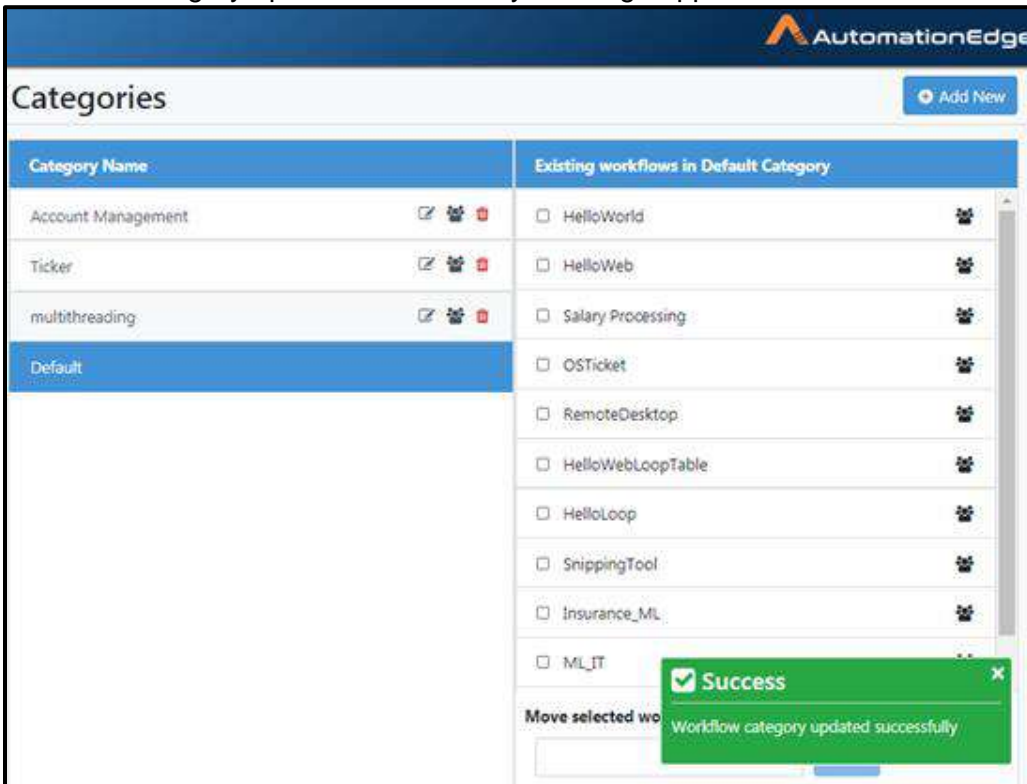 AutomationEdge
Categories
Add New
Category Name
Existing workflows in Default Category
Account Management
HelloWorld
Ticker
HelloWeb
multithreading
Salary Processing
Default
OSTicket
RemoteDesktop
HelloWebLoopTable
HelloLoop
SnippingTool
Insurance_ML
ML_IT
Success
Move selected wo
Workflow category updated successfully